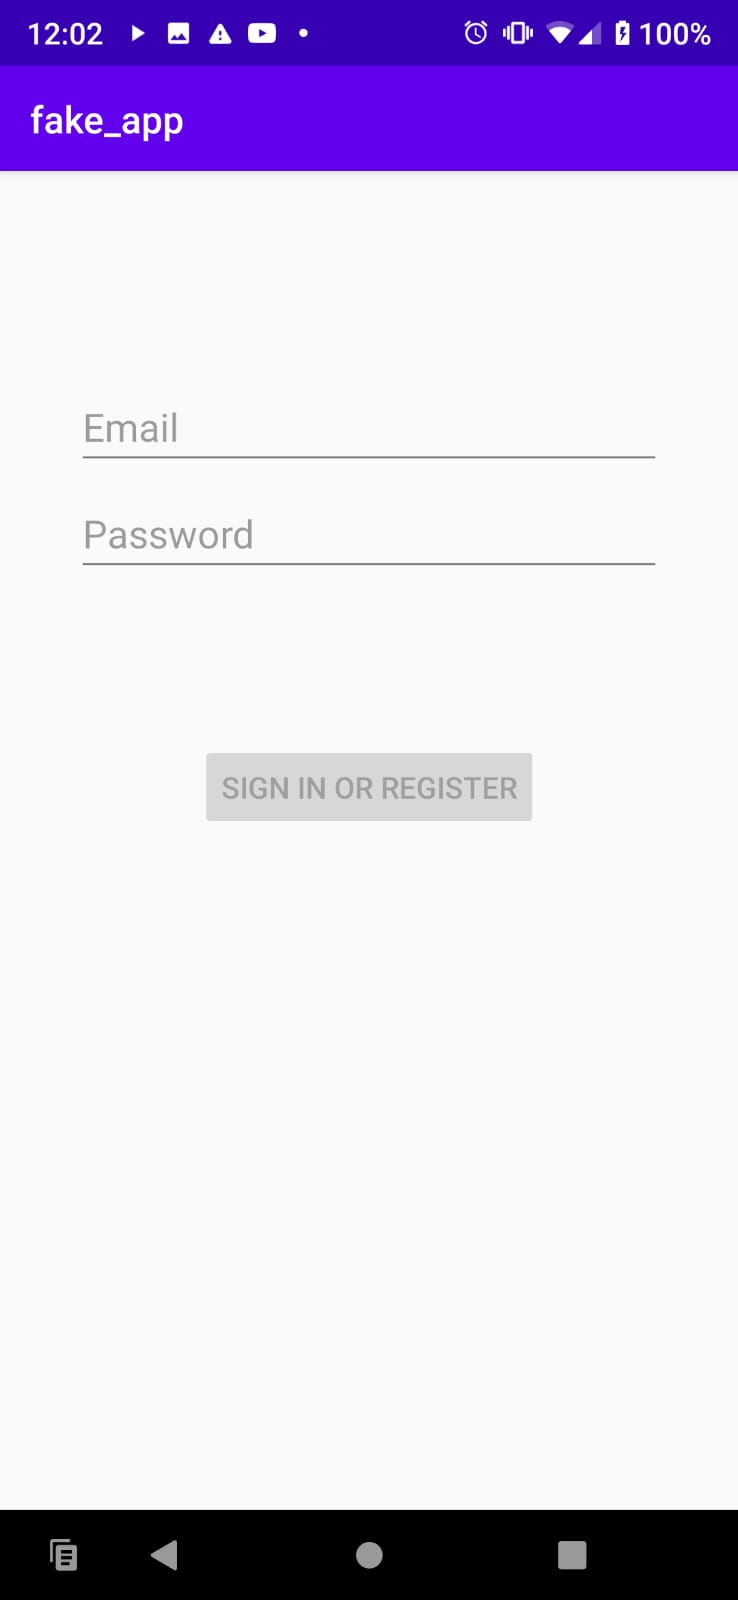 12:02 100%
fake_app
Email
Password
SIGN IN OR REGISTER